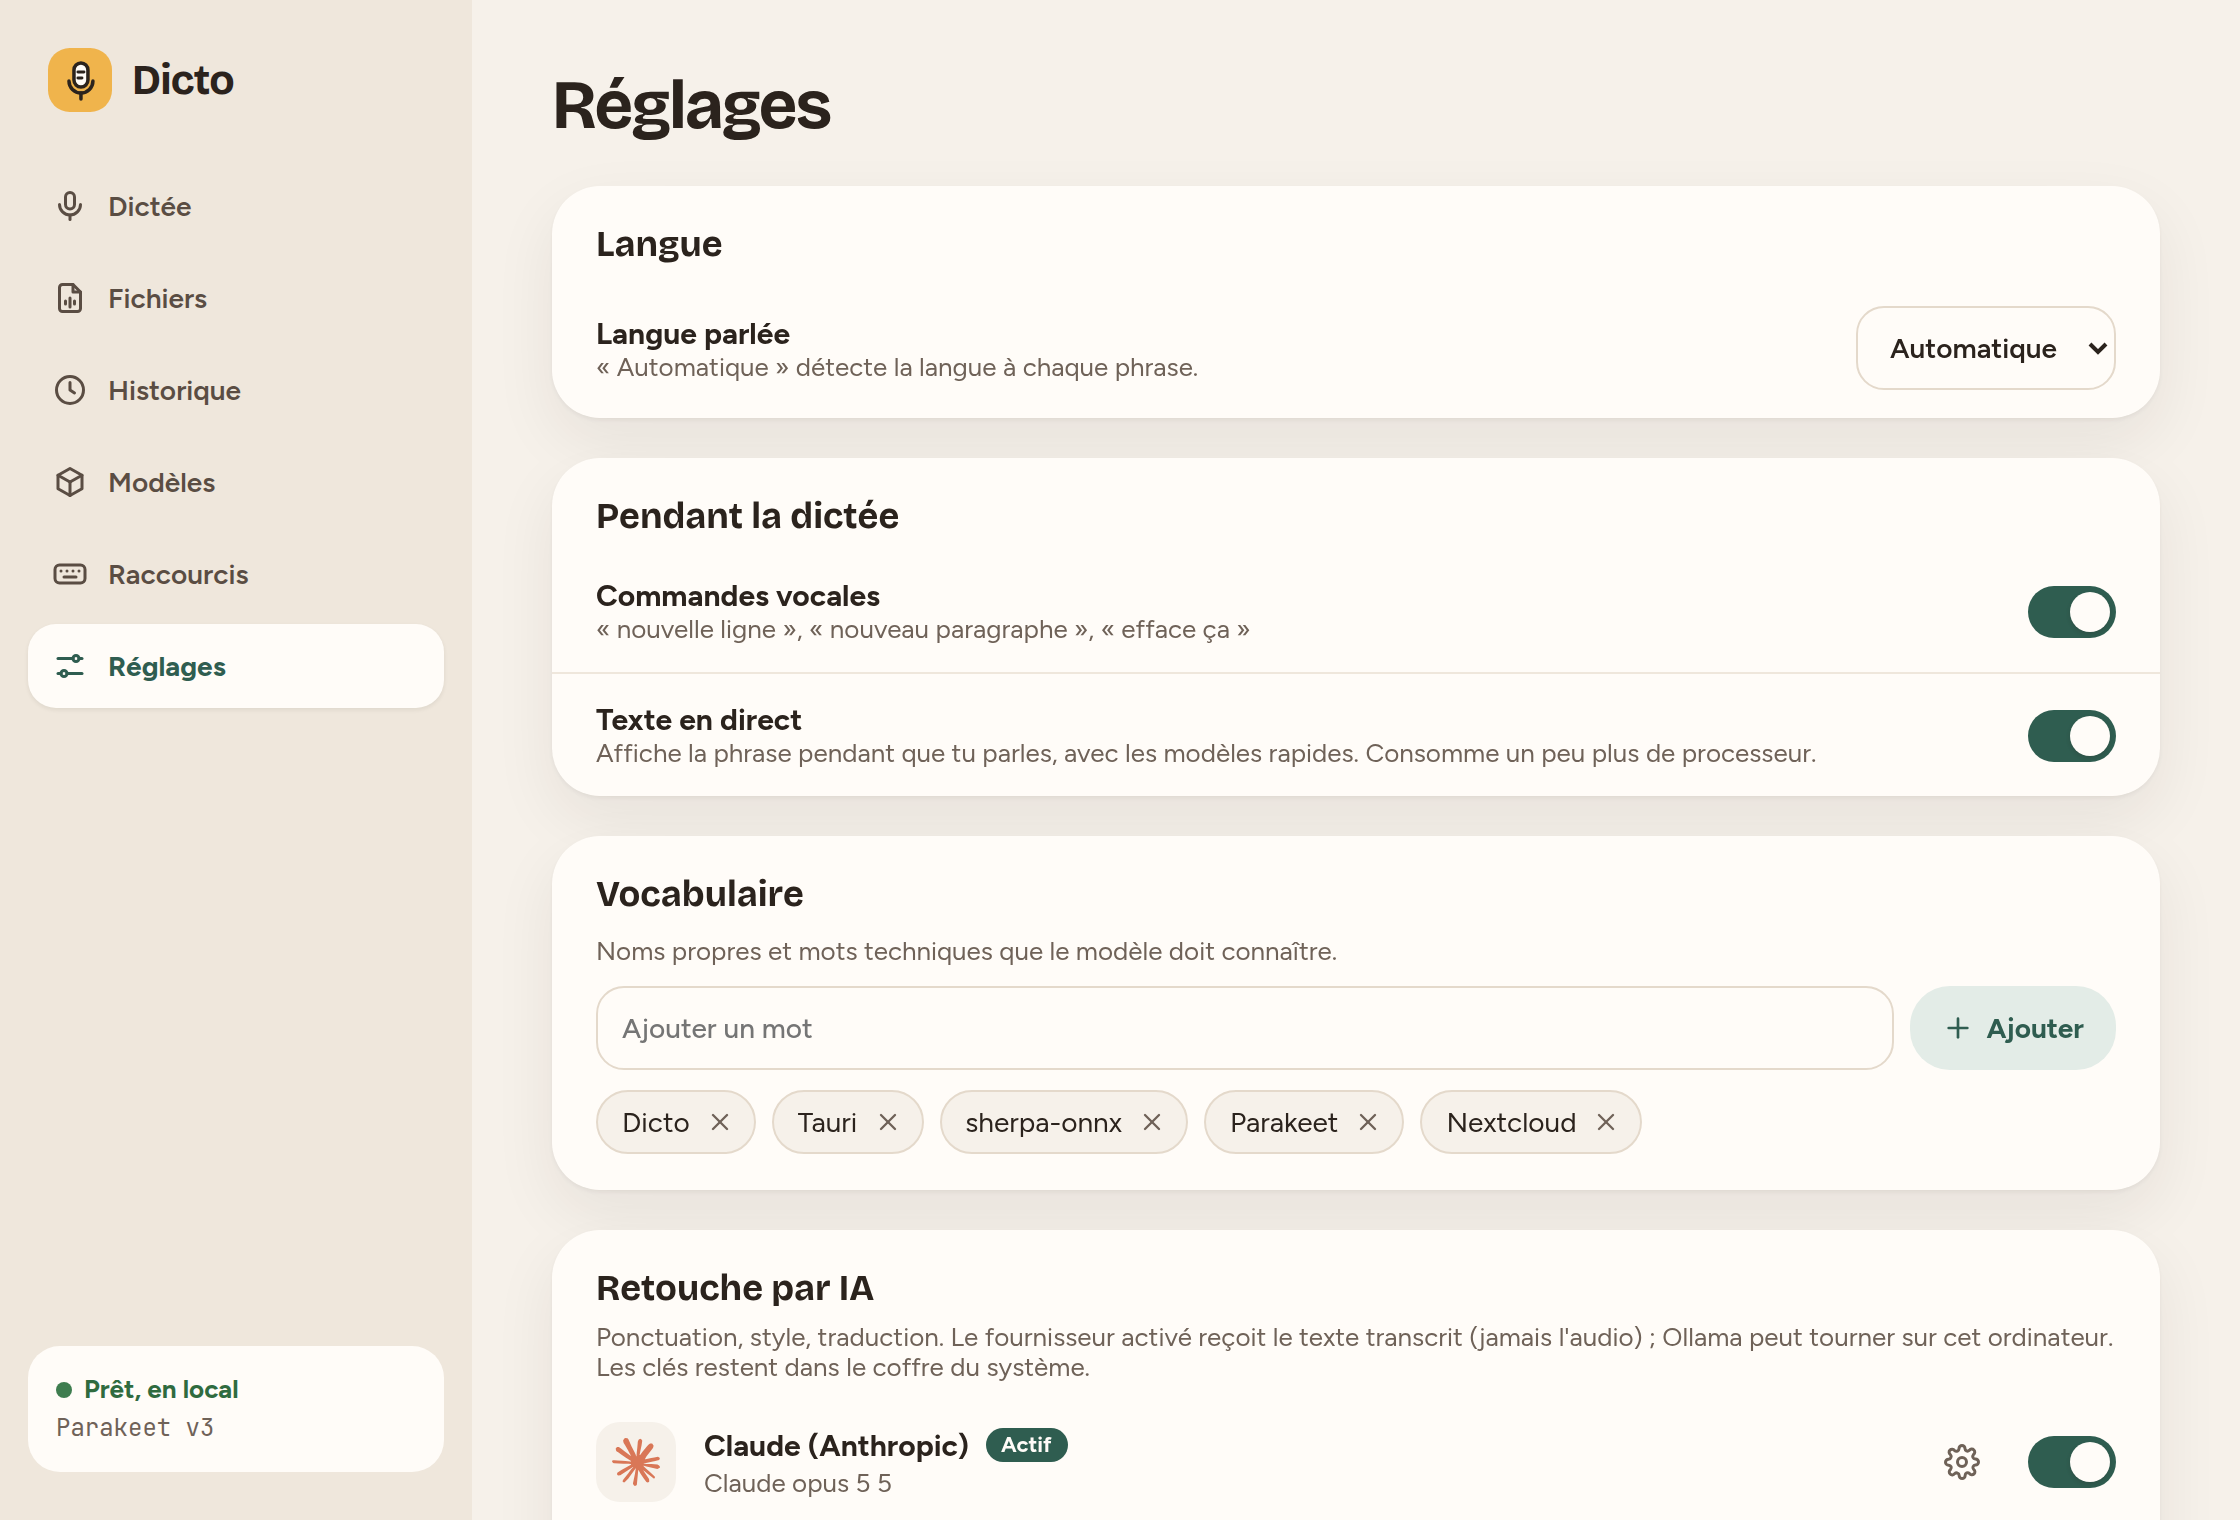 Dicto
Dictée
Fichiers
Historique
Modèles
Raccourcis
Réglages
Prêt, en local
Parakeet v3
Réglages
Langue
Langue parlée
« Automatique » détecte la langue à chaque phrase.
Automatique
Pendant la dictée
Commandes vocales
« nouvelle ligne », « nouveau paragraphe », « efface ça »
Texte en direct
Affiche la phrase pendant que tu parles, avec les modèles rapides. Consomme un peu plus de processeur.
Vocabulaire
Noms propres et mots techniques que le modèle doit connaître.
Ajouter un mot
Ajouter
Dicto Tauri sherpa-onnx Parakeet Nextcloud
Retouche par IA
Ponctuation, style, traduction. Le fournisseur activé reçoit le texte transcrit (jamais l'audio) ; Ollama peut tourner sur cet ordinateur.
Les clés restent dans le coffre du système.
Claude (Anthropic) Actif
Claude opus 5 5